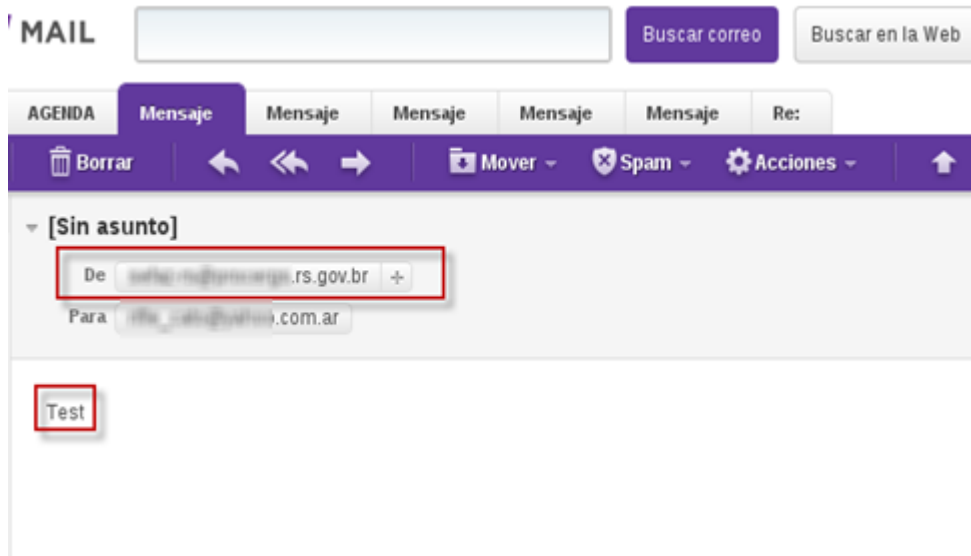 MAIL Buscar correo Buscar en la Web
AGENDA Mensaje Mensaje Mensaje Mensaje Mensaje Re:
Borrar Mover Spam Acciones
[Sin asunto]
De .rs.gov.br
Para .com.ar
Test